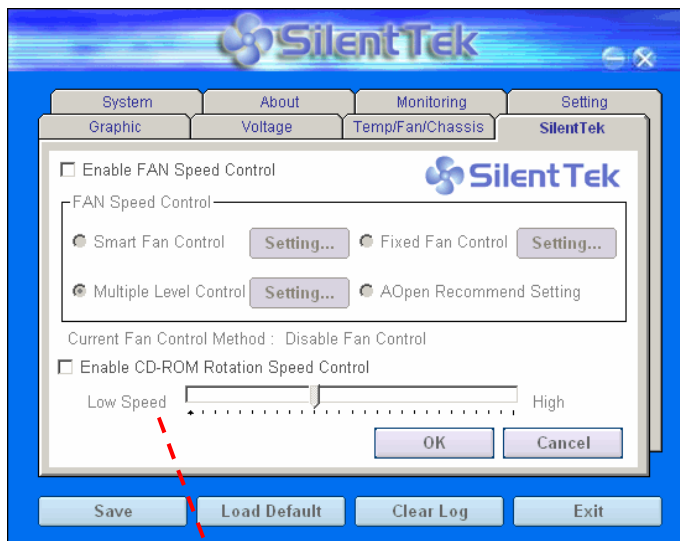 SilentTek
System About Monitoring Setting
Graphic Voltage Temp/Fan/Chassis SilentTek
Enable FAN Speed Control
SilentTek
FAN Speed Control
Smart Fan Control Setting... Fixed Fan Control Setting...
Multiple Level Control Setting... AOpen Recommend Setting
Current Fan Control Method : Disable Fan Control
Enable CD-ROM Rotation Speed Control
Low Speed High
OK Cancel
Save Load Default Clear Log Exit